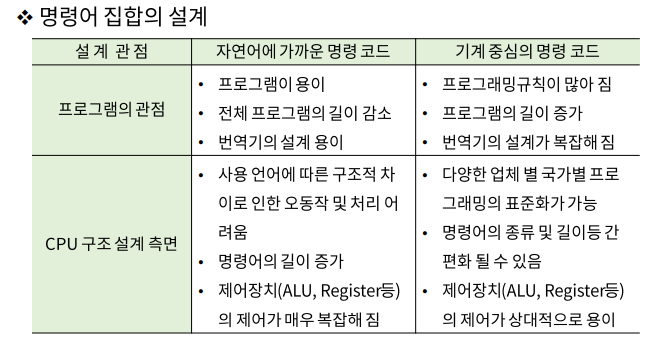 ❖ 명령어 집합의 설계
설 계 관 점 자연어에 가까운 명령 코드 기계 중심의 명령 코드
프로그램의 관점
• 프로그램이 용이
• 전체 프로그램의 길이 감소
• 번역기의 설계 용이
• 프로그래밍규칙이 많아 짐
• 프로그램의 길이 증가
• 번역기의 설계가 복잡해 짐
CPU 구조 설계 측면
• 사용 언어에 따른 구조적 차
이로 인한 오동작 및 처리 어
려움
• 명령어의 길이 증가
• 제어장치(ALU, Register등)
의 제어가 매우 복잡해 짐
• 다양한 업체 별 국가별 프로
그래밍의 표준화가 가능
• 명령어의 종류 및 길이등 간
편화 될 수 있음
• 제어장치(ALU, Register등)
의 제어가 상대적으로 용이